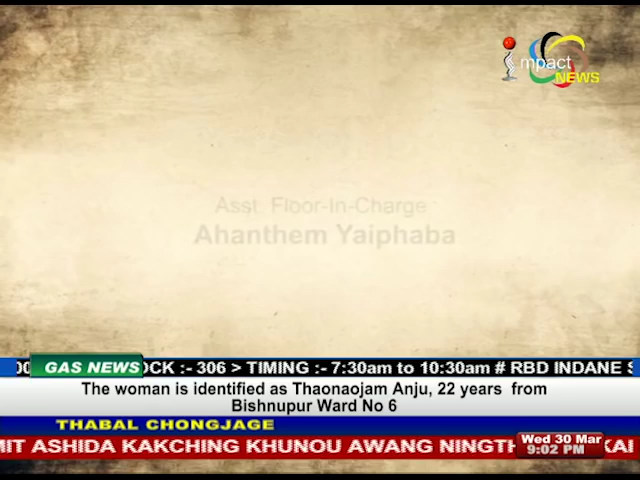 impact
NEWS
Asst. Floor-In-Charge
Ahanthem Yaiphaba
OCK :- 306 > TIMING :- 7:30am to 10:30am # RBD INDANE S
GAS NEWS
The woman is identified as Thaonaojam Anju, 22 years from
Bishnupur Ward No 6
THABAL CHONGJAGE
MIT ASHIDA KAKCHING KHUNOU AWANG NINGTH
KAI
Wed 30 Mar
9:02 PM